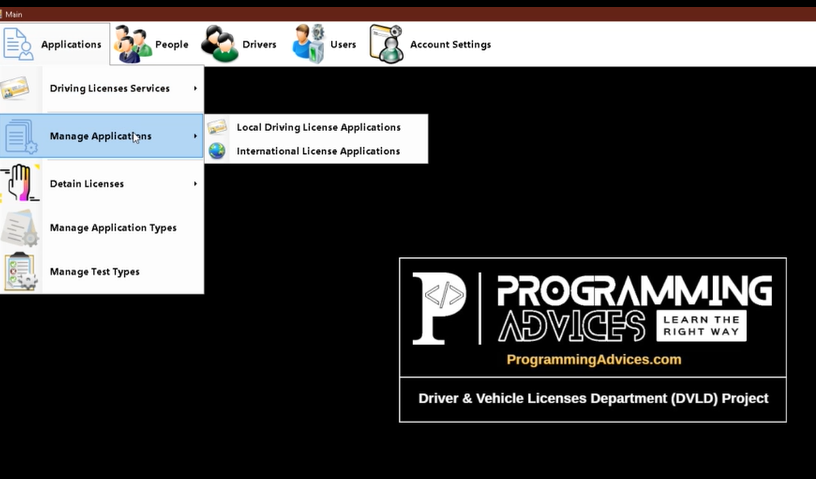 Main
Applications
People
Drivers
Users
Account Settings
Driving Licenses Services
Manage Applications
Local Driving License Applications
International License Applications
Detain Licenses
Manage Application Types
Manage Test Types
P </>
PROGRAMMING
ADVICES
LEARN THE
RIGHT WAY
ProgrammingAdvices.com
Driver & Vehicle Licenses Department (DVLD) Project